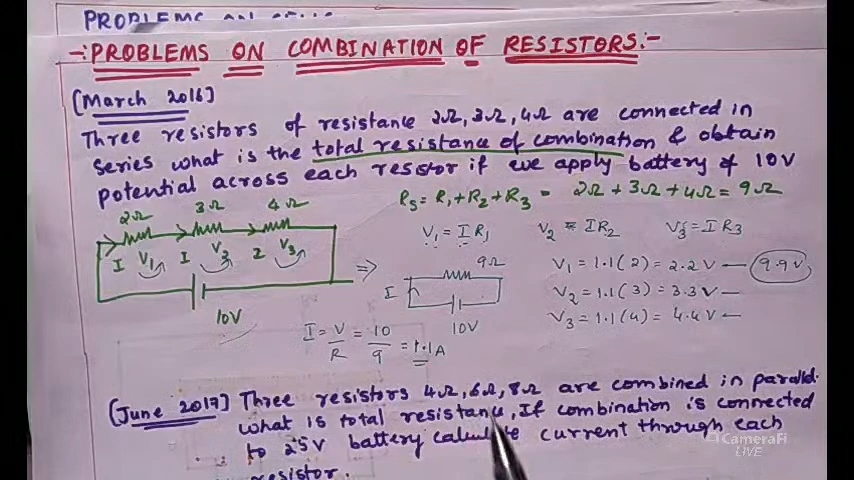 PROBLEMS
-:PROBLEMS ON COMBINATION OF RESISTORS:-
[March 2016]
Three resistors of resistance 2Ω, 3Ω, 4Ω are connected in
series what is the total resistance of combination & obtain
potential across each resistor if we apply battery of 10V
Rs = R1 + R2 + R3 = 2Ω + 3Ω + 4Ω = 9Ω
2Ω 3Ω 4Ω
V1 = IR1 V2 = IR2 V3 = IR3
I V1 I V2 I V3
=> 9Ω
V1 = 1.1(2) = 2.2V — 9.9V
I
V2 = 1.1(3) = 3.3V —
10V 10V
V3 = 1.1(4) = 4.4V —
I = V/R = 10/9 = 1.1A
[June 2017] Three resistors 4Ω, 6Ω, 8Ω are combined in parallel.
what is total resistance, If combination is connected
to 25V battery calculate current through each
resistor.
CameraFi
LIVE